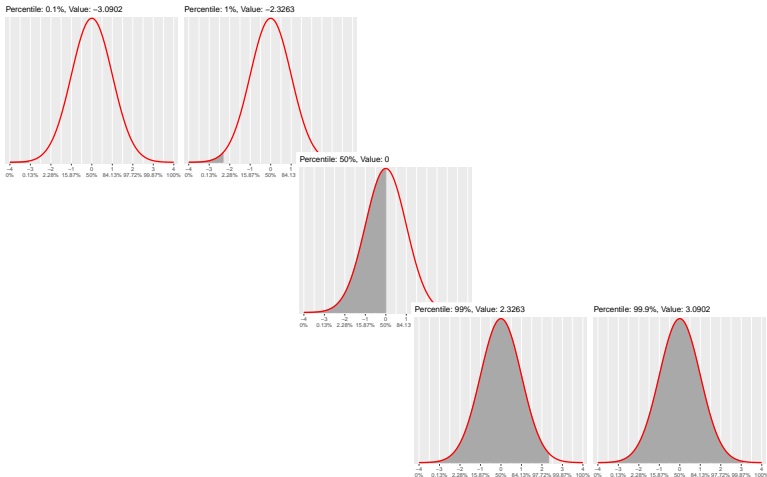 Percentile: 0.1%, Value: −3.0902
Percentile: 1%, Value: −2.3263
−4 −3 −2 −1 0 1 2 3 4
0% 0.13% 2.28% 15.87% 50% 84.13% 97.72% 99.87% 100%
−4 −3 −2 −1 0 1
0% 0.13% 2.28% 15.87% 50% 84.13
Percentile: 50%, Value: 0
−4 −3 −2 −1 0 1
0% 0.13% 2.28% 15.87% 50% 84.13
Percentile: 99%, Value: 2.3263
Percentile: 99.9%, Value: 3.0902
−4 −3 −2 −1 0 1 2 3 4
0% 0.13% 2.28% 15.87% 50% 84.13% 97.72% 99.87% 100%
−4 −3 −2 −1 0 1 2 3 4
0% 0.13% 2.28% 15.87% 50% 84.13% 97.72% 99.87% 100%